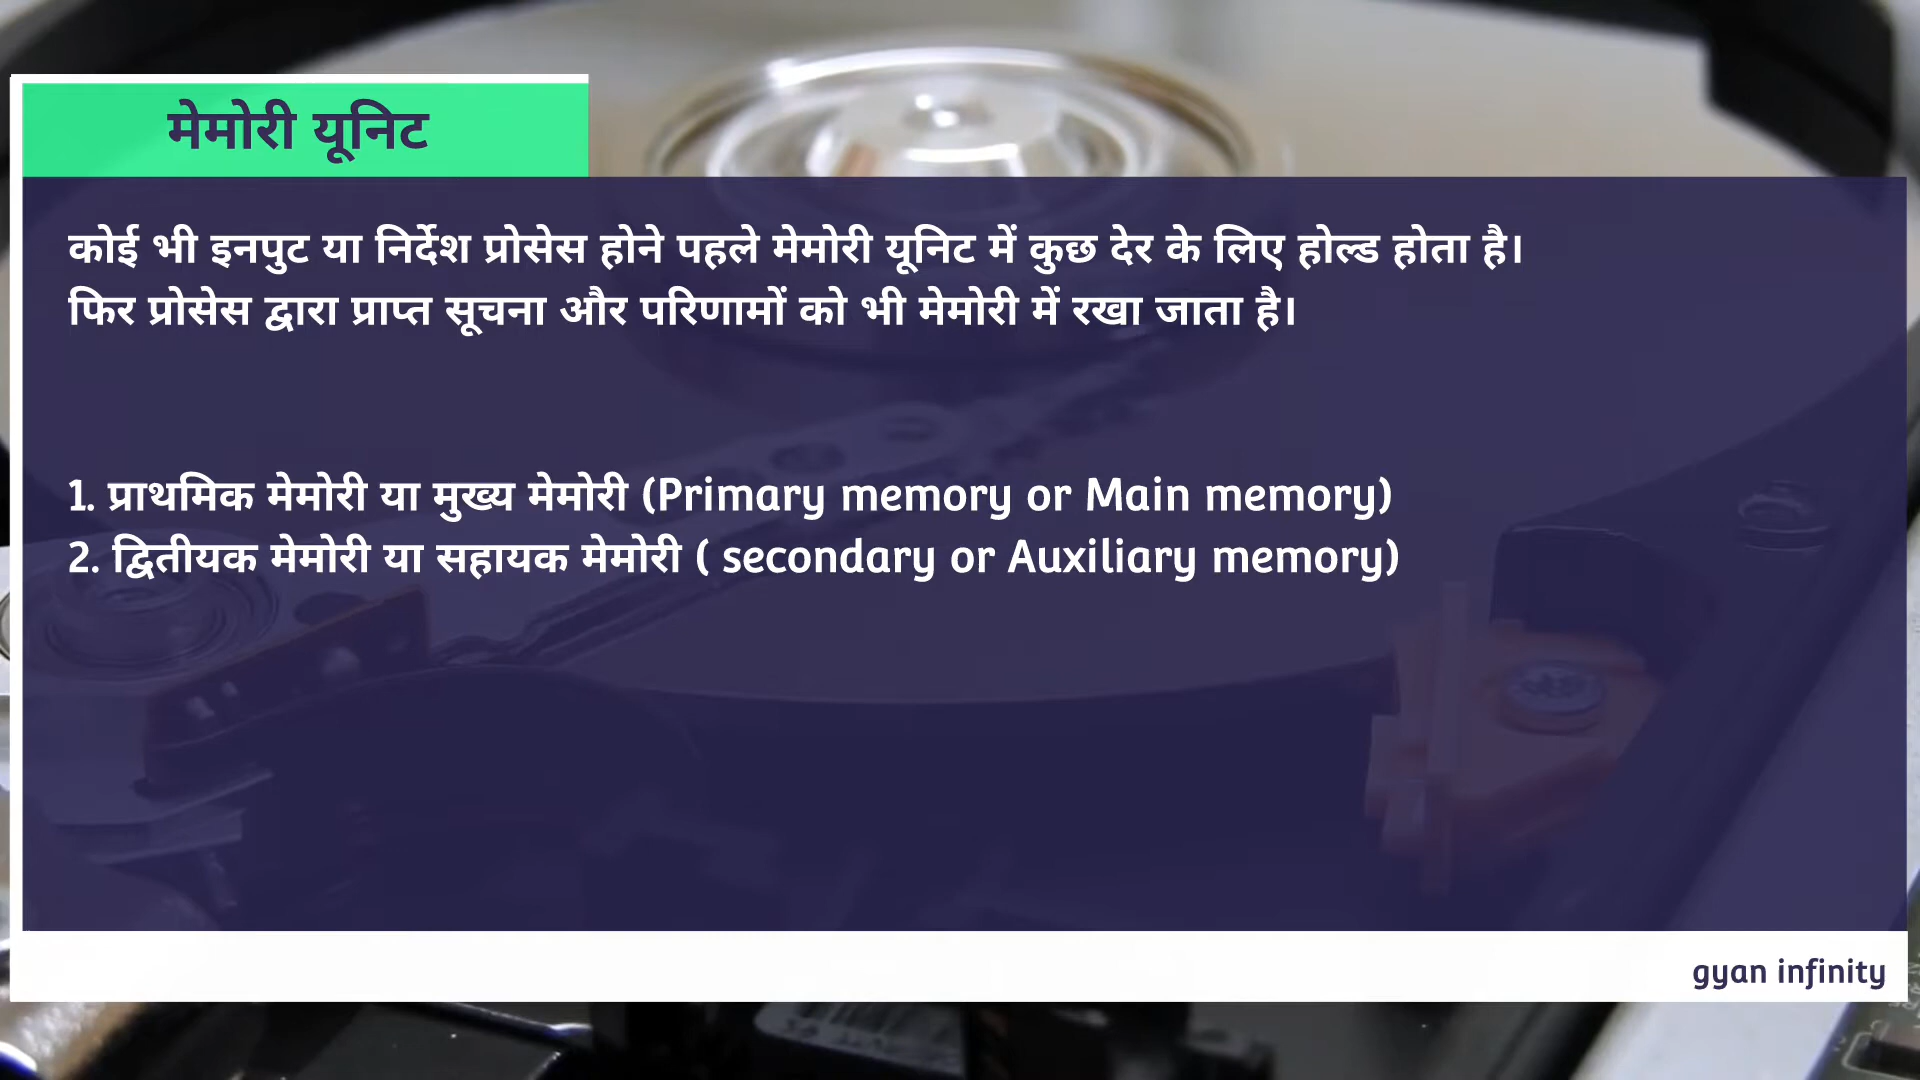 मेमोरी यूनिट
कोई भी इनपुट या निर्देश प्रोसेस होने पहले मेमोरी यूनिट में कुछ देर के लिए होल्ड होता है।
फिर प्रोसेस द्वारा प्राप्त सूचना और परिणामों को भी मेमोरी में रखा जाता है।
1. प्राथमिक मेमोरी या मुख्य मेमोरी (Primary memory or Main memory)
2. द्वितीयक मेमोरी या सहायक मेमोरी ( secondary or Auxiliary memory)
gyan infinity